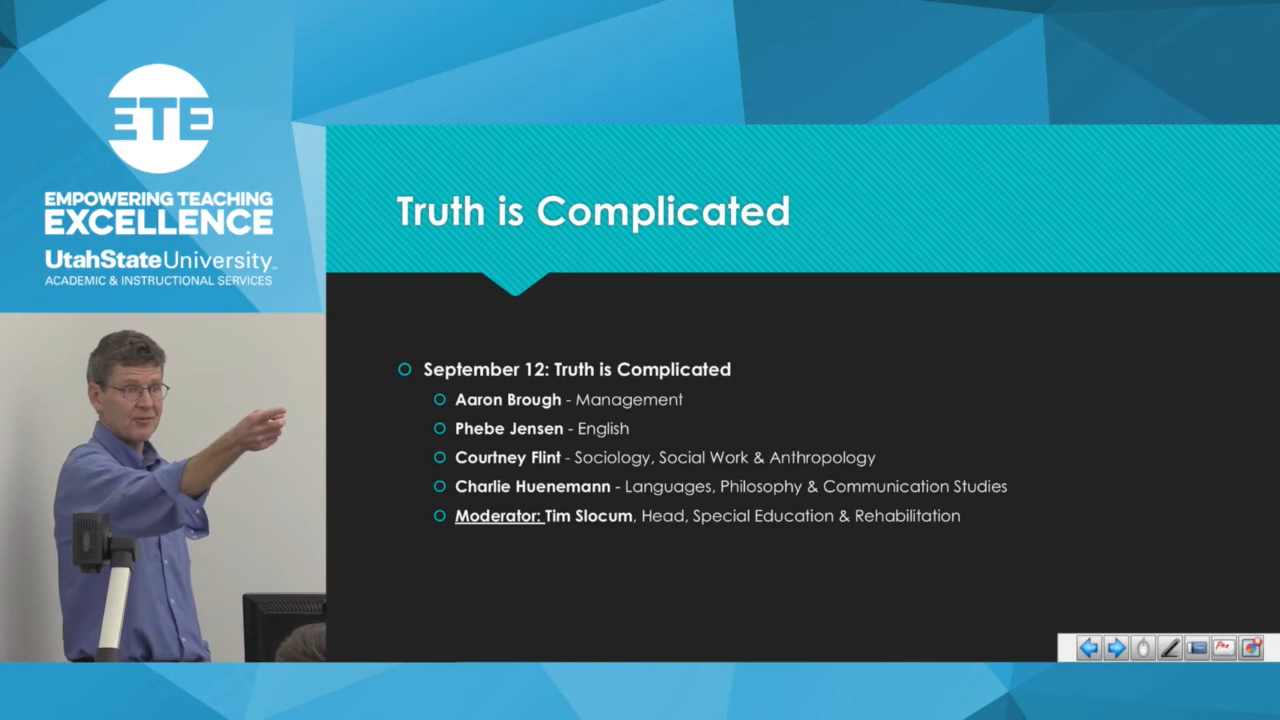 ETE
EMPOWERING TEACHING
EXCELLENCE
UtahStateUniversity
ACADEMIC & INSTRUCTIONAL SERVICES
Truth is Complicated
September 12: Truth is Complicated
Aaron Brough - Management
Phebe Jensen - English
Courtney Flint - Sociology, Social Work & Anthropology
Charlie Huenemann - Languages, Philosophy & Communication Studies
Moderator: Tim Slocum, Head, Special Education & Rehabilitation